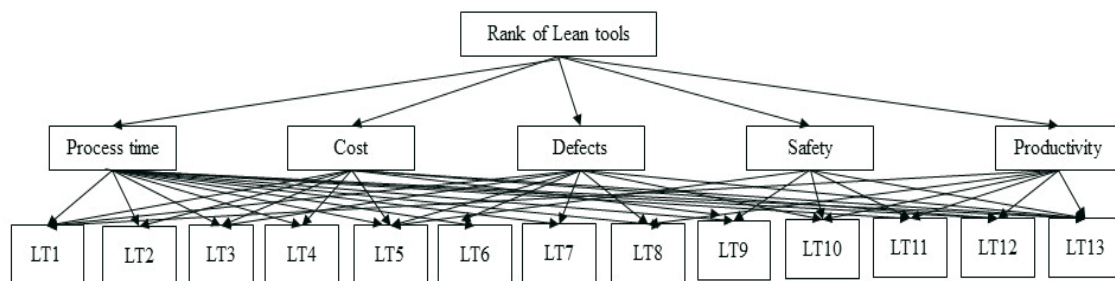 Rank of Lean tools
Process time
Cost
Defects
Safety
Productivity
LT1
LT2
LT3
LT4
LT5
LT6
LT7
LT8
LT9
LT10
LT11
LT12
LT13